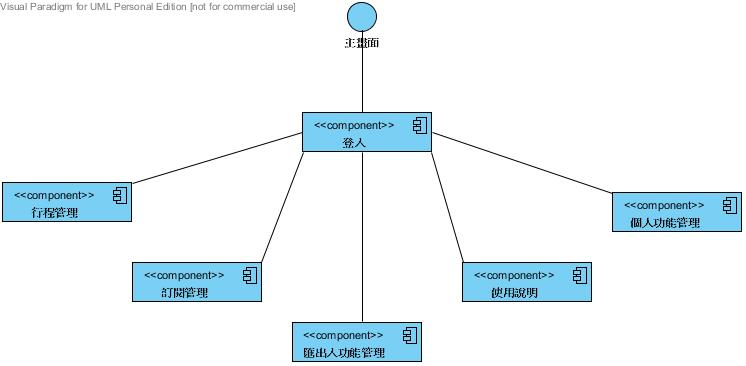 Visual Paradigm for UML Personal Edition [not for commercial use]
主畫面
<<component>>
登入
<<component>>
行程管理
<<component>>
個人功能管理
<<component>>
訂閱管理
<<component>>
使用說明
<<component>>
匯出入功能管理